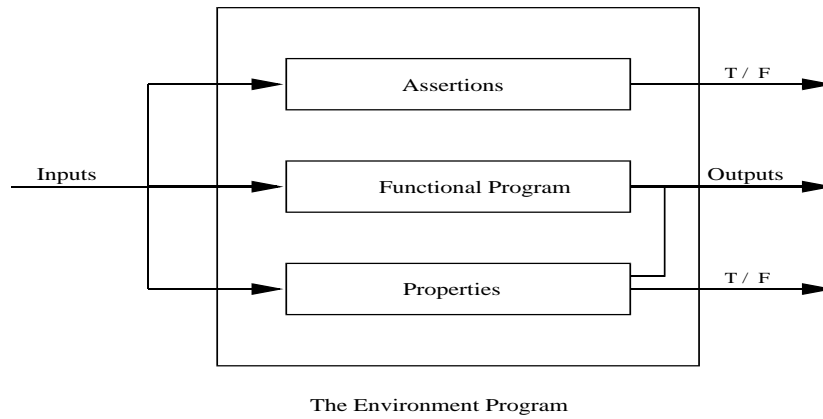 Assertions
T / F
Inputs
Functional Program
Outputs
Properties
T / F
The Environment Program